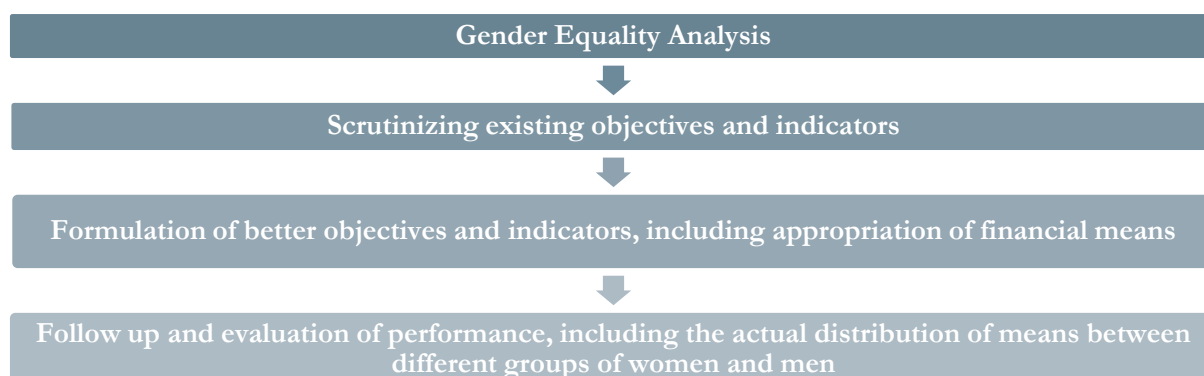 Gender Equality Analysis
Scrutinizing existing objectives and indicators
Formulation of better objectives and indicators, including appropriation of financial means
Follow up and evaluation of performance, including the actual distribution of means between
different groups of women and men